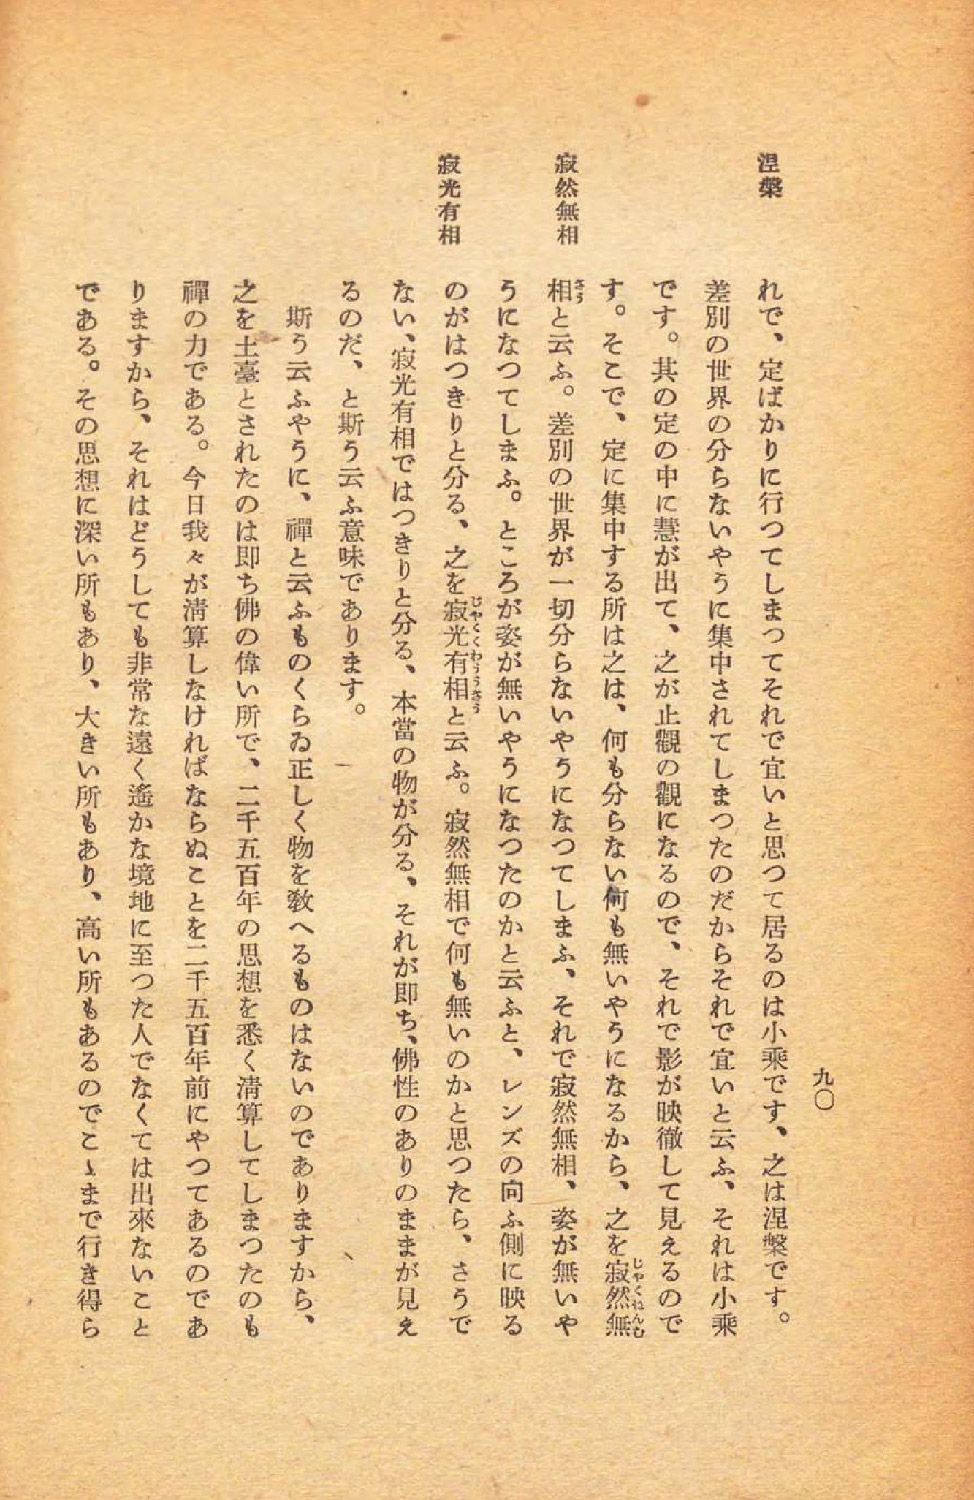 九〇
涅槃
れで、定ばかりに行つてしまつてそれで宜いと思つて居るのは小乘です、之は涅槃です。
差別の世界の分らないやうに集中されてしまつたのだからそれで宜いと云ふ、それは小乘
です。其の定の中に慧が出て、之が止觀の觀になるので、それで影が映徹して見えるので
す。そこで、定に集中する所は之は、何も分らない何も無いやうになるから、之を寂然無
じやくねんむ
寂然無相
相と云ふ。差別の世界が一切分らないやうになつてしまふ、それで寂然無相、姿が無いや
さう
うになつてしまふ。ところが姿が無いやうになつたのかと云ふと、レンズの向ふ側に映る
寂光有相
のがはつきりと分る、之を寂光有相と云ふ。寂然無相で何も無いのかと思つたら、さうで
じやくくわううさう
ない、寂光有相ではつきりと分る、本當の物が分る、それが即ち、佛性のありのままが見え
るのだ、と斯う云ふ意味であります。
斯う云ふやうに、禪と云ふものくらゐ正しく物を敎へるものはないのでありますから、
之を土臺とされたのは即ち佛の偉い所で、二千五百年の思想を悉く淸算してしまつたのも
禪の力である。今日我々が淸算しなければならぬことを二千五百年前にやつてあるのであ
りますから、それはどうしても非常な遠く遙かな境地に至つた人でなくては出來ないこと
である。その思想に深い所もあり、大きい所もあり、高い所もあるのでこゝまで行き得ら